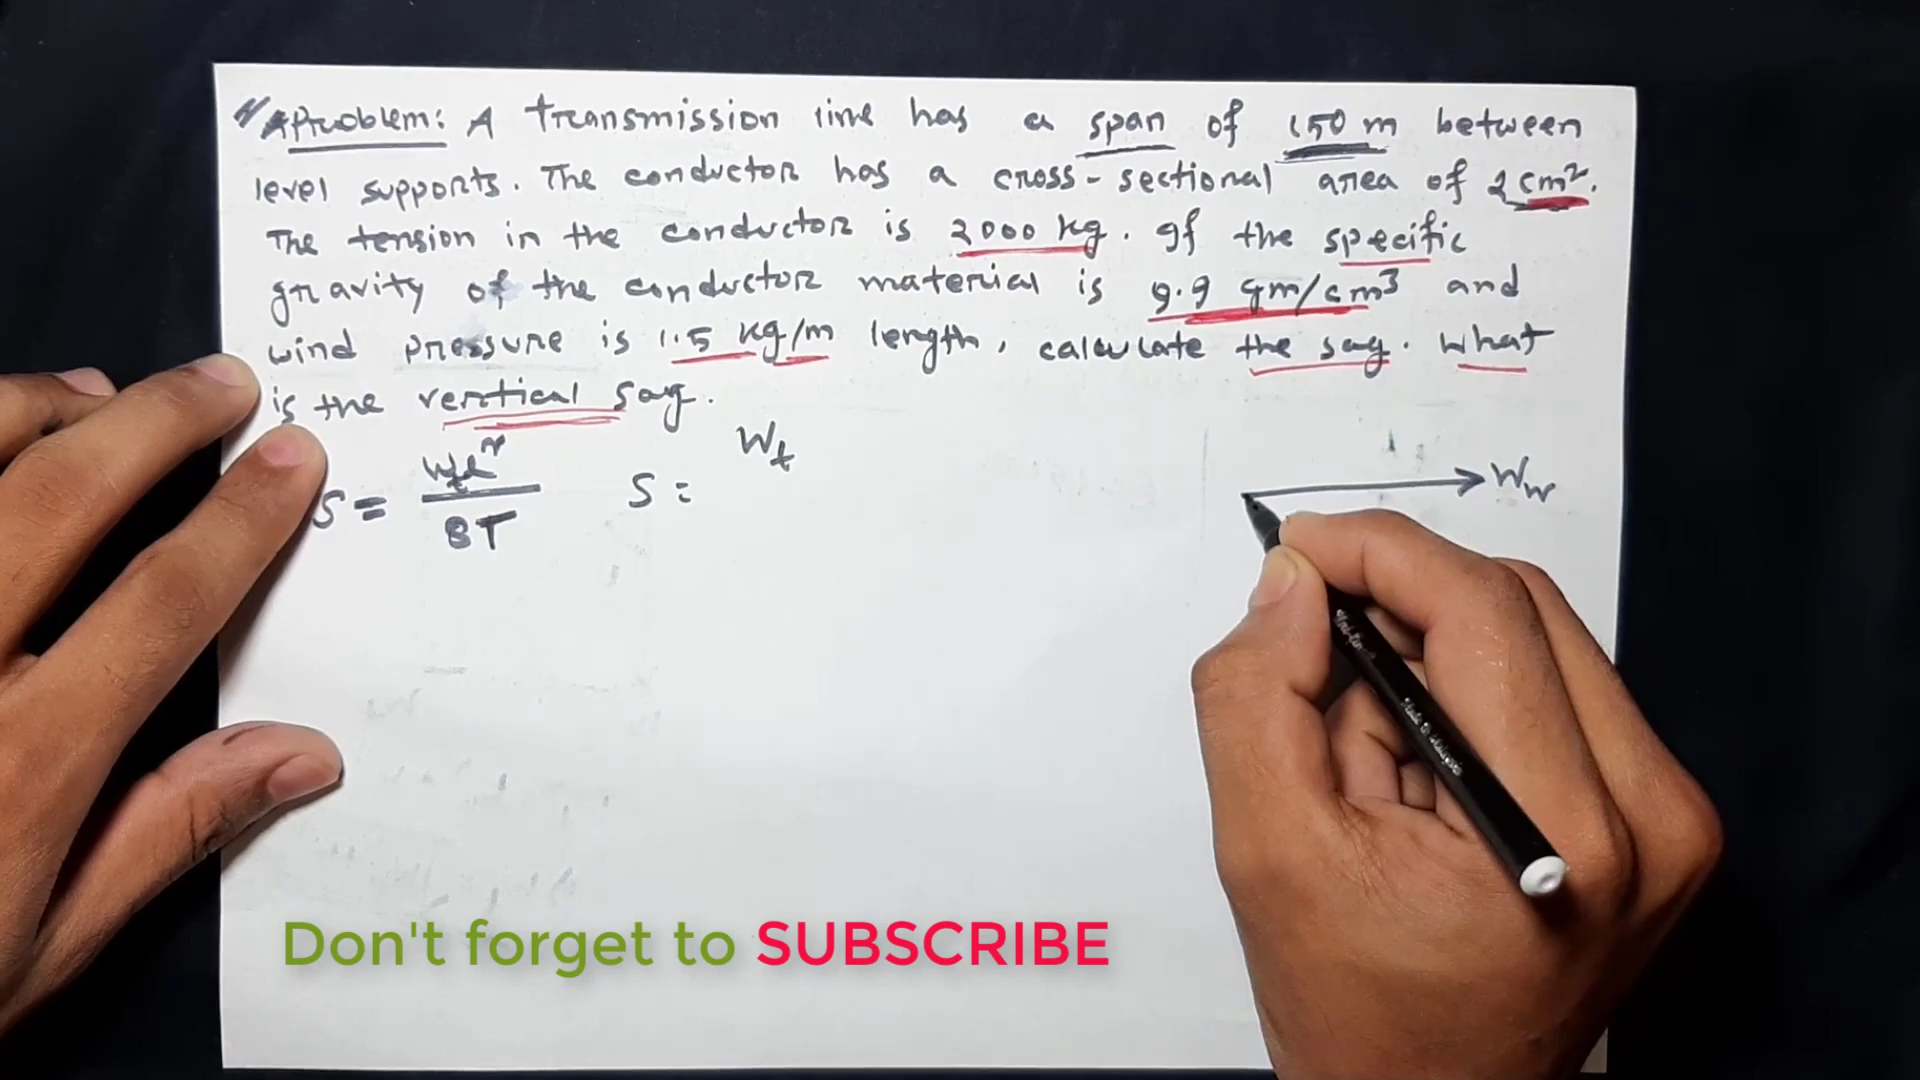 Problem: A transmission line has a span of 150 m between
level supports. The conductor has a cross-sectional area of 2 cm².
The tension in the conductor is 2000 kg. If the specific
gravity of the conductor material is 9.9 gm/cm³ and
wind pressure is 1.5 kg/m length, calculate the sag. What
is the vertical sag.
S = Wₜl² / 8T
S =
Wₜ
W_w
Don't forget to SUBSCRIBE